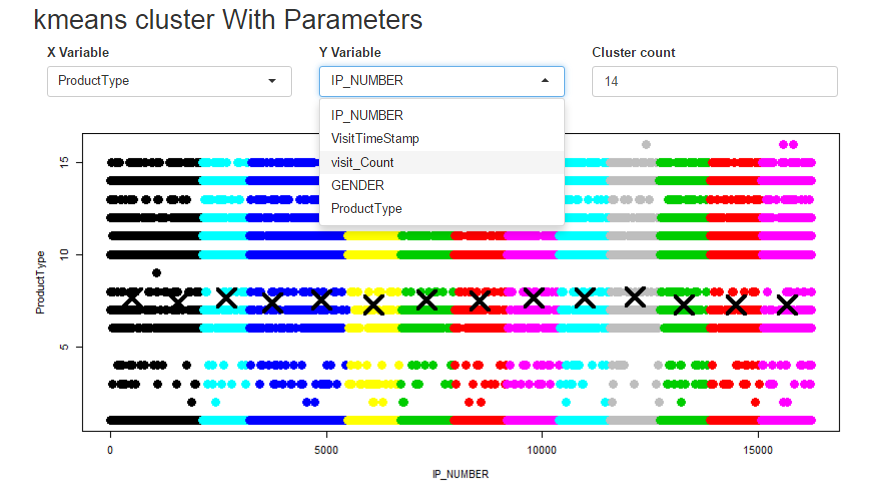 kmeans cluster With Parameters
X Variable
Y Variable
Cluster count
ProductType
IP_NUMBER
14
IP_NUMBER
VisitTimeStamp
visit_Count
GENDER
ProductType
15
10
5
ProductType
0
5000
10000
15000
IP_NUMBER